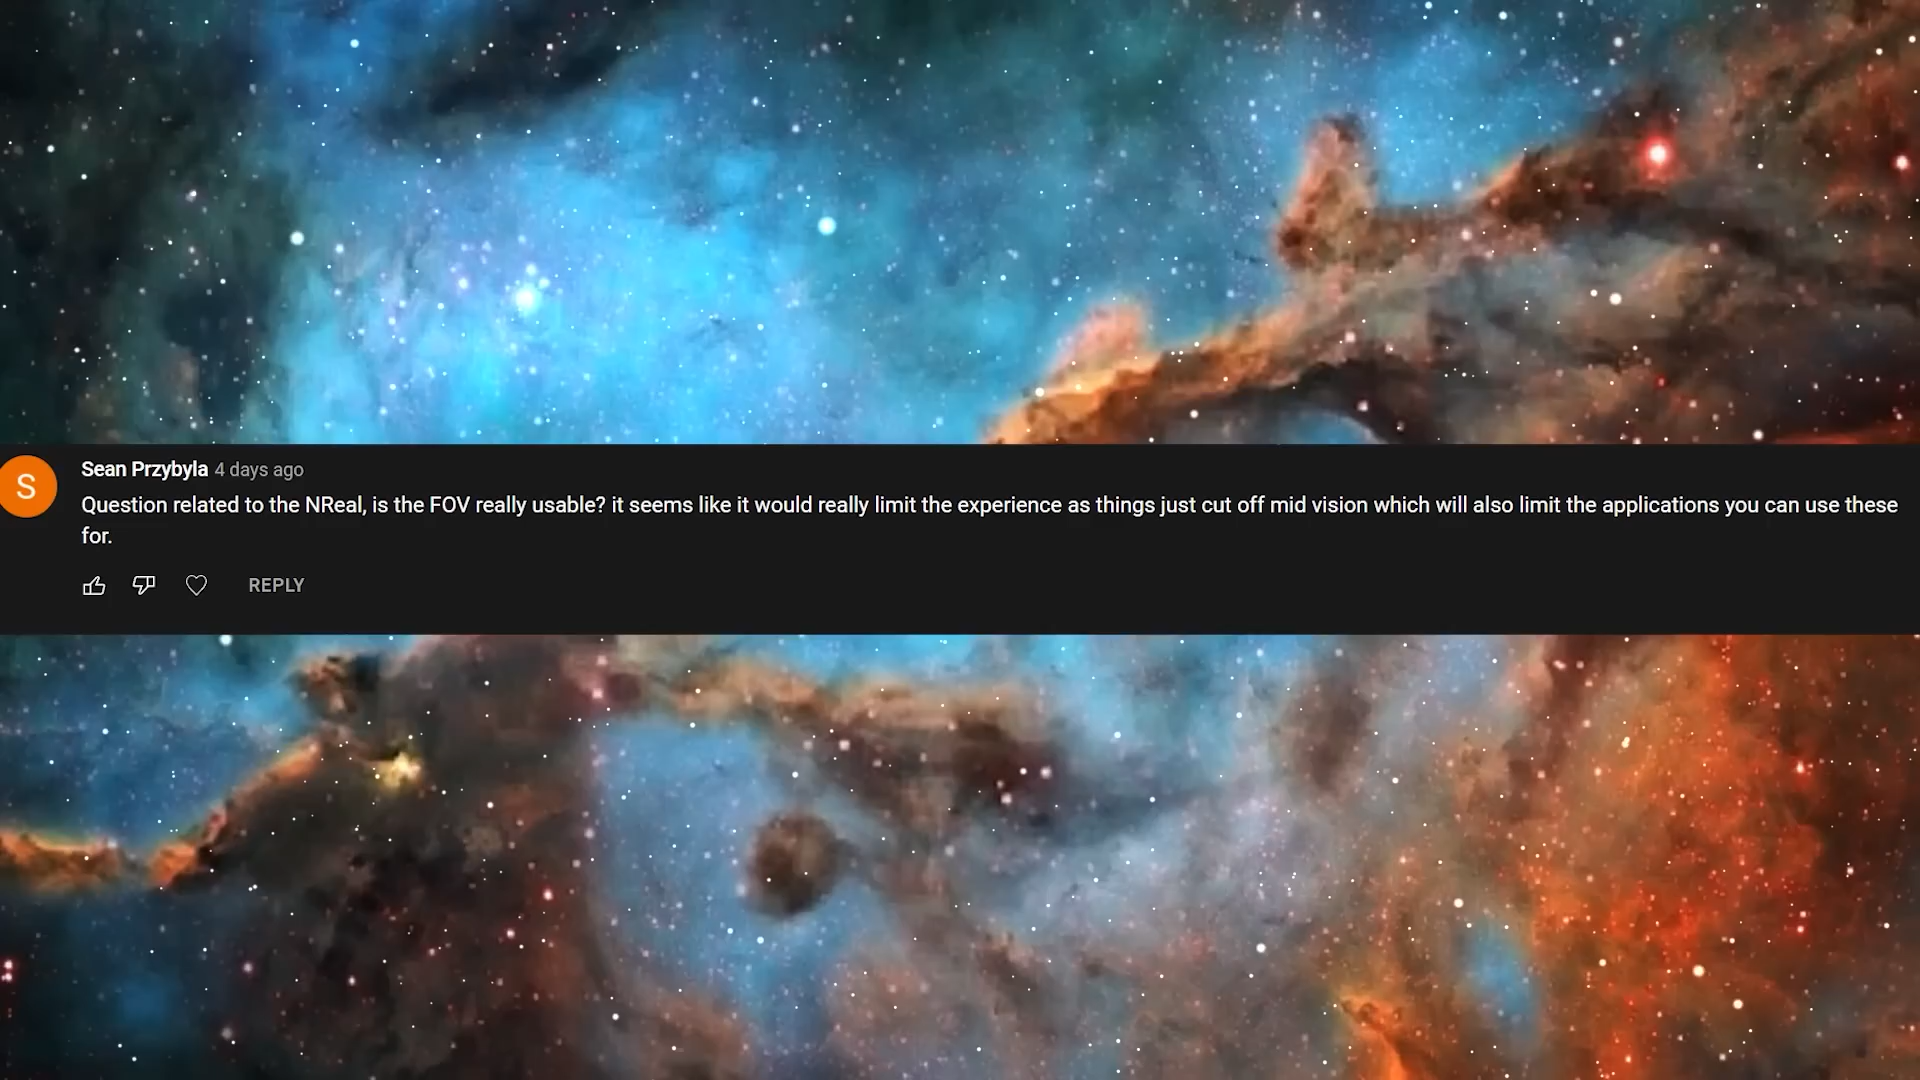 S
Sean Przybyla 4 days ago
Question related to the NReal, is the FOV really usable? it seems like it would really limit the experience as things just cut off mid vision which will also limit the applications you can use these
for.
REPLY